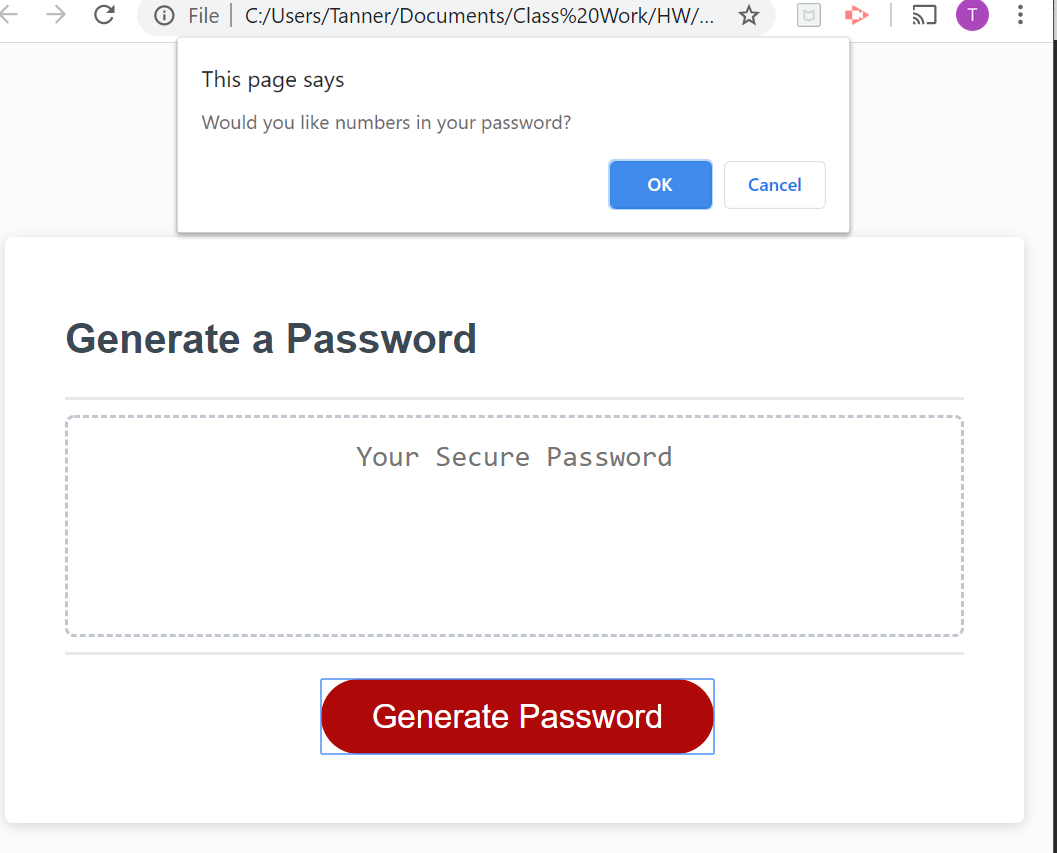 File C:/Users/Tanner/Documents/Class%20Work/HW/... T
This page says
Would you like numbers in your password?
OK Cancel
Generate a Password
Your Secure Password
Generate Password